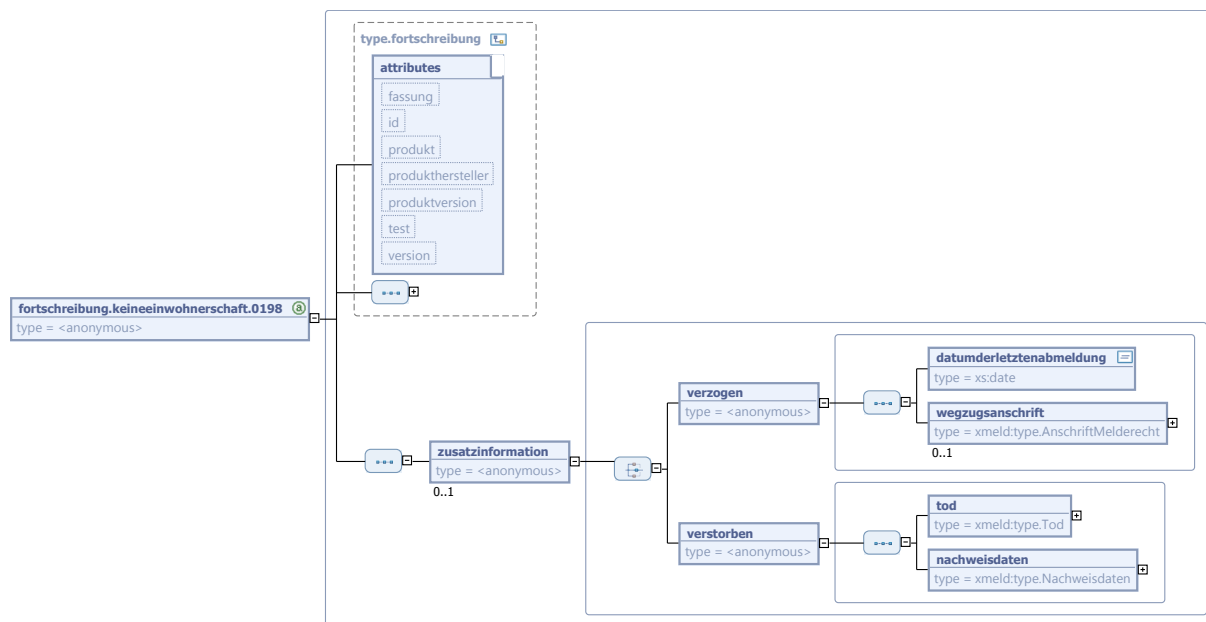 type.fortschreibung
attributes
fassung
id
produkt
produkthersteller
produktversion
test
version
fortschreibung.keineeinwohnerschaft.0198
type = <anonymous>
zusatzinformation
type = <anonymous>
0..1
verzogen
type = <anonymous>
datumderletztenabmeldung
type = xs:date
wegzugsanschrift
type = xmeld:type.AnschriftMelderecht
0..1
verstorben
type = <anonymous>
tod
type = xmeld:type.Tod
nachweisdaten
type = xmeld:type.Nachweisdaten